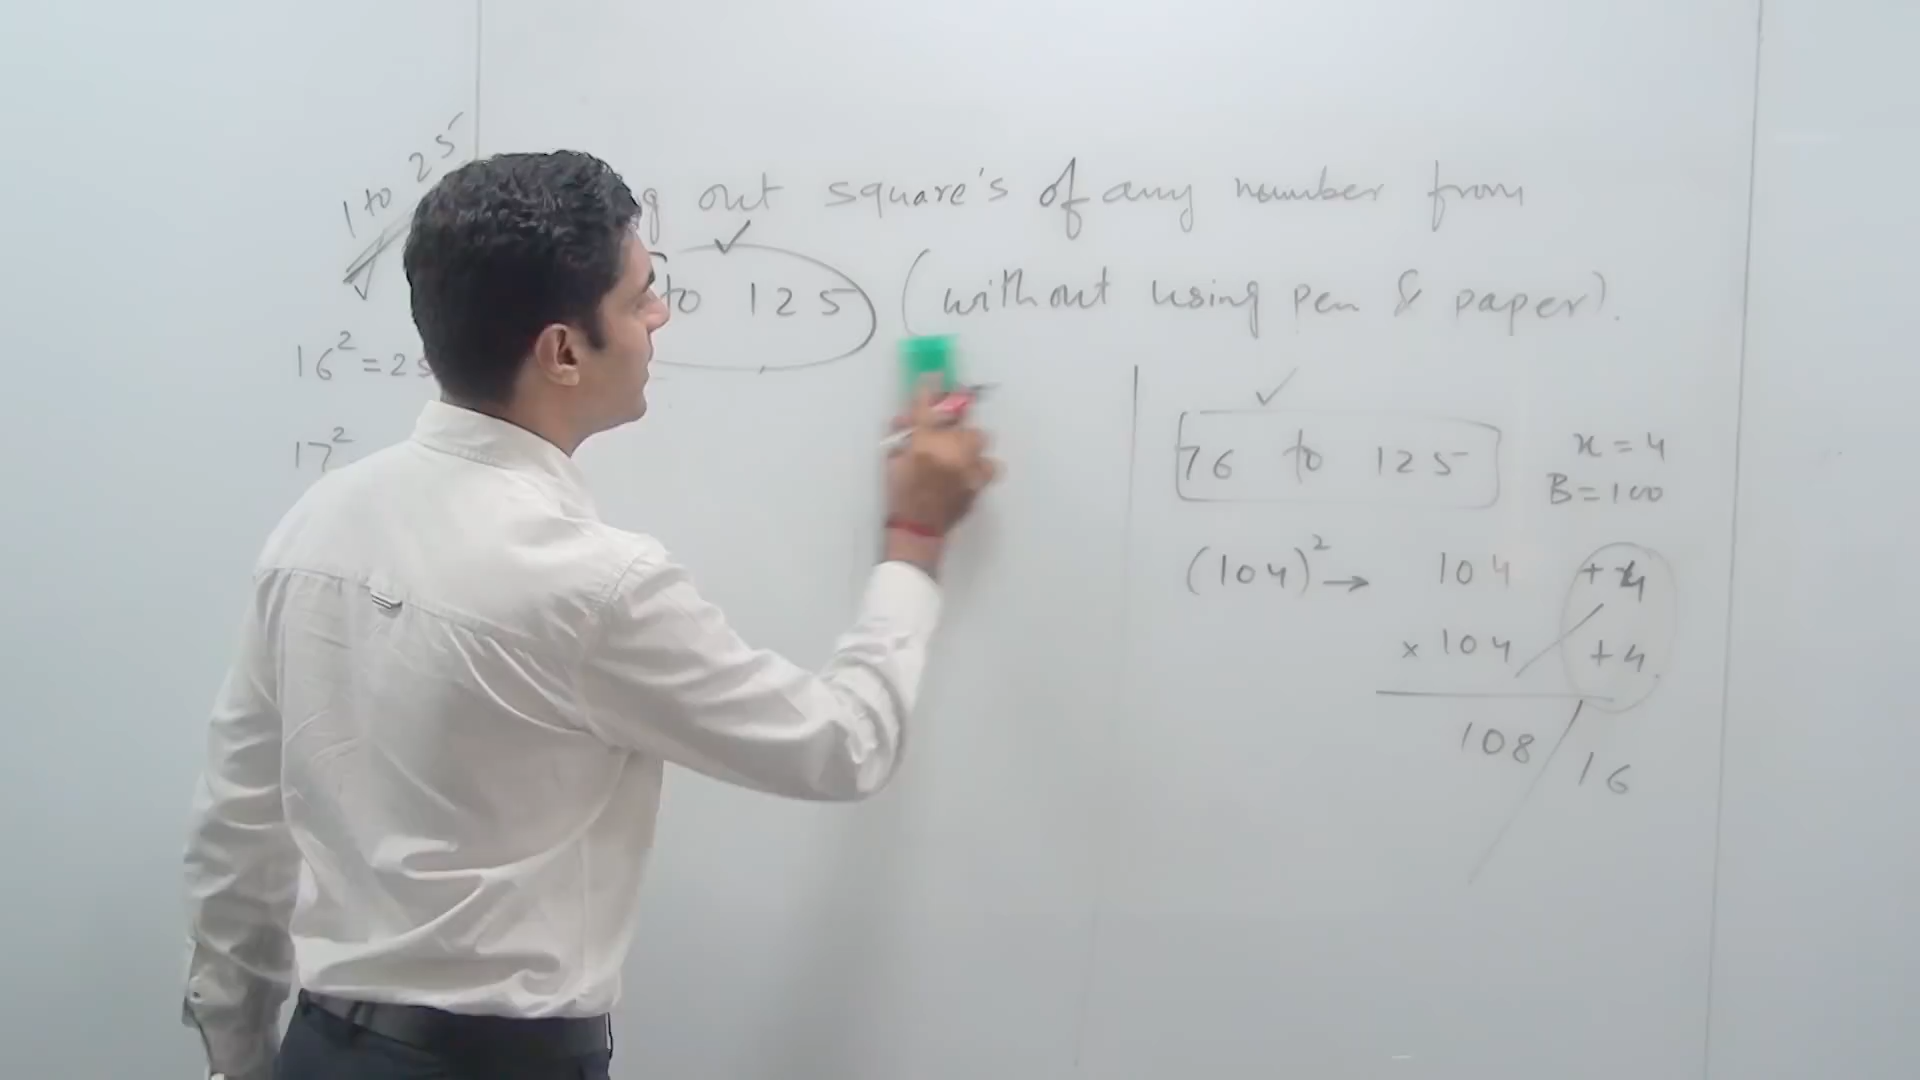 1 to 25
out square's of any number from
to 125 (without using pen & paper).
16² = 25
17²
76 to 125
x = 4
B = 100
(104)² → 104 +4
× 104 +4
108 / 16